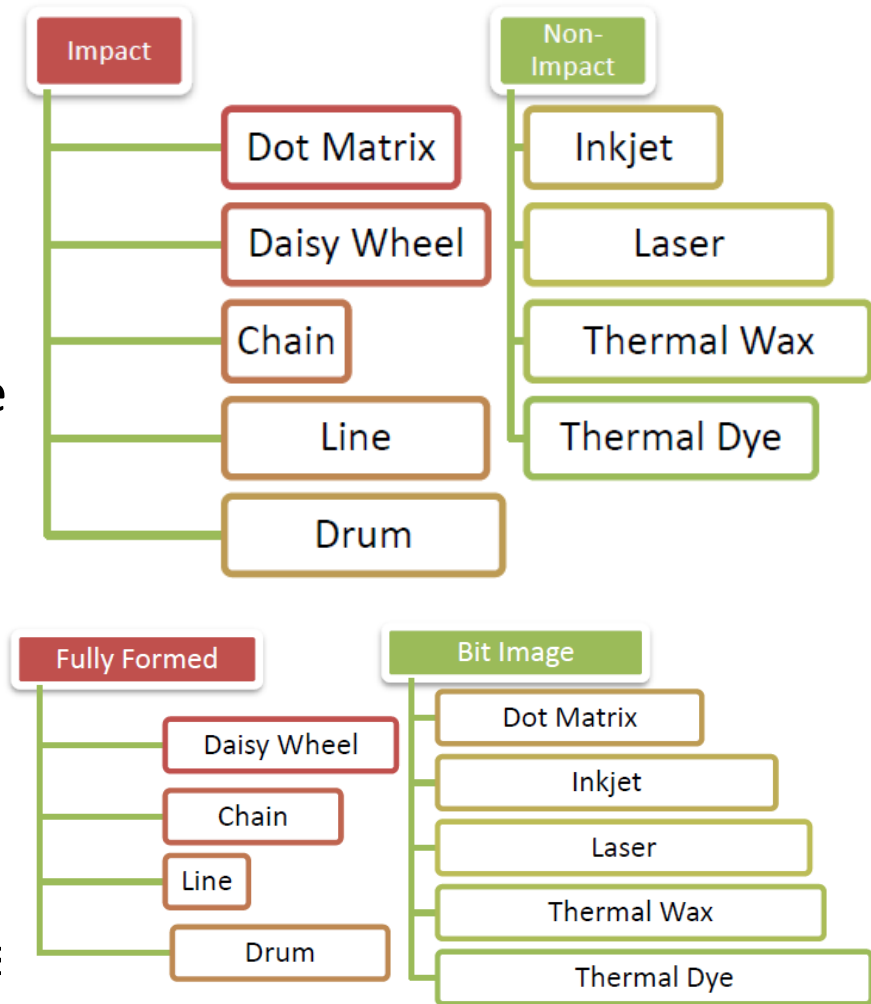 Impact
Dot Matrix
Daisy Wheel
Chain
Line
Drum
Non-
Impact
Inkjet
Laser
Thermal Wax
Thermal Dye
e
Fully Formed
Daisy Wheel
Chain
Line
Drum
Bit Image
Dot Matrix
Inkjet
Laser
Thermal Wax
Thermal Dye